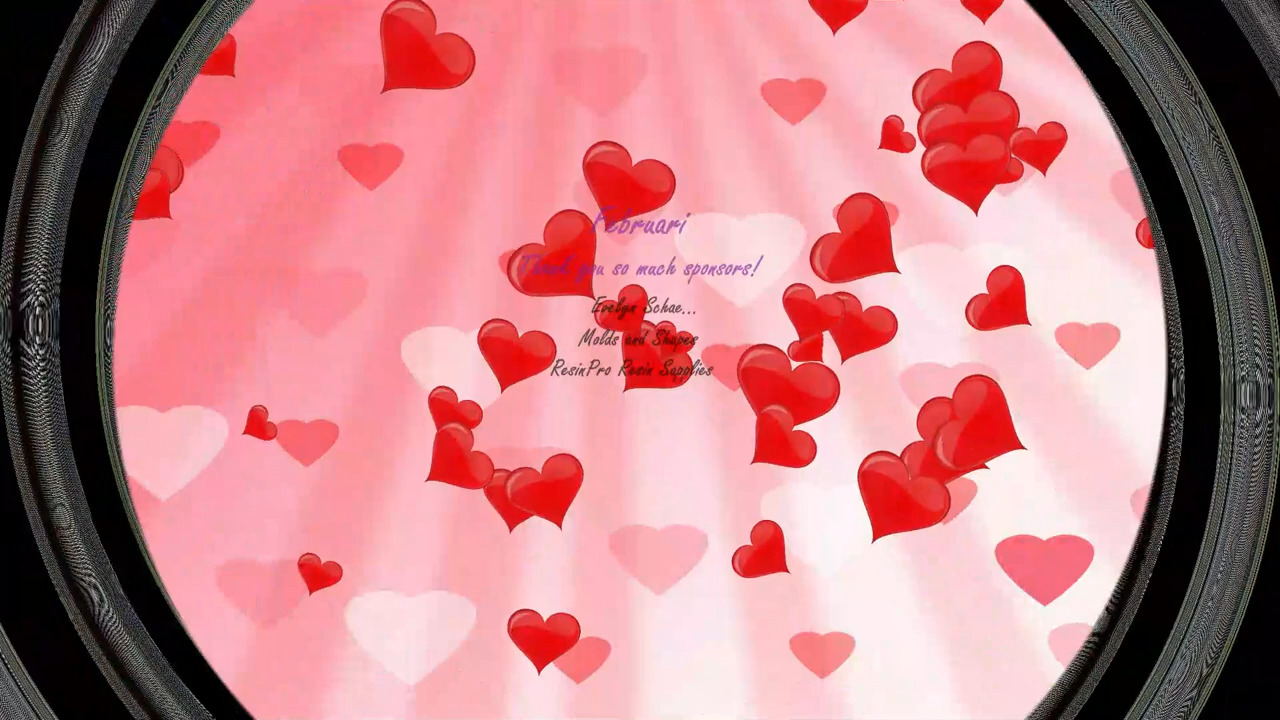 Februari
Thank you so much sponsors!
Evelyn Schae...
Molds and Shapes
ResinPro Resin Supplies